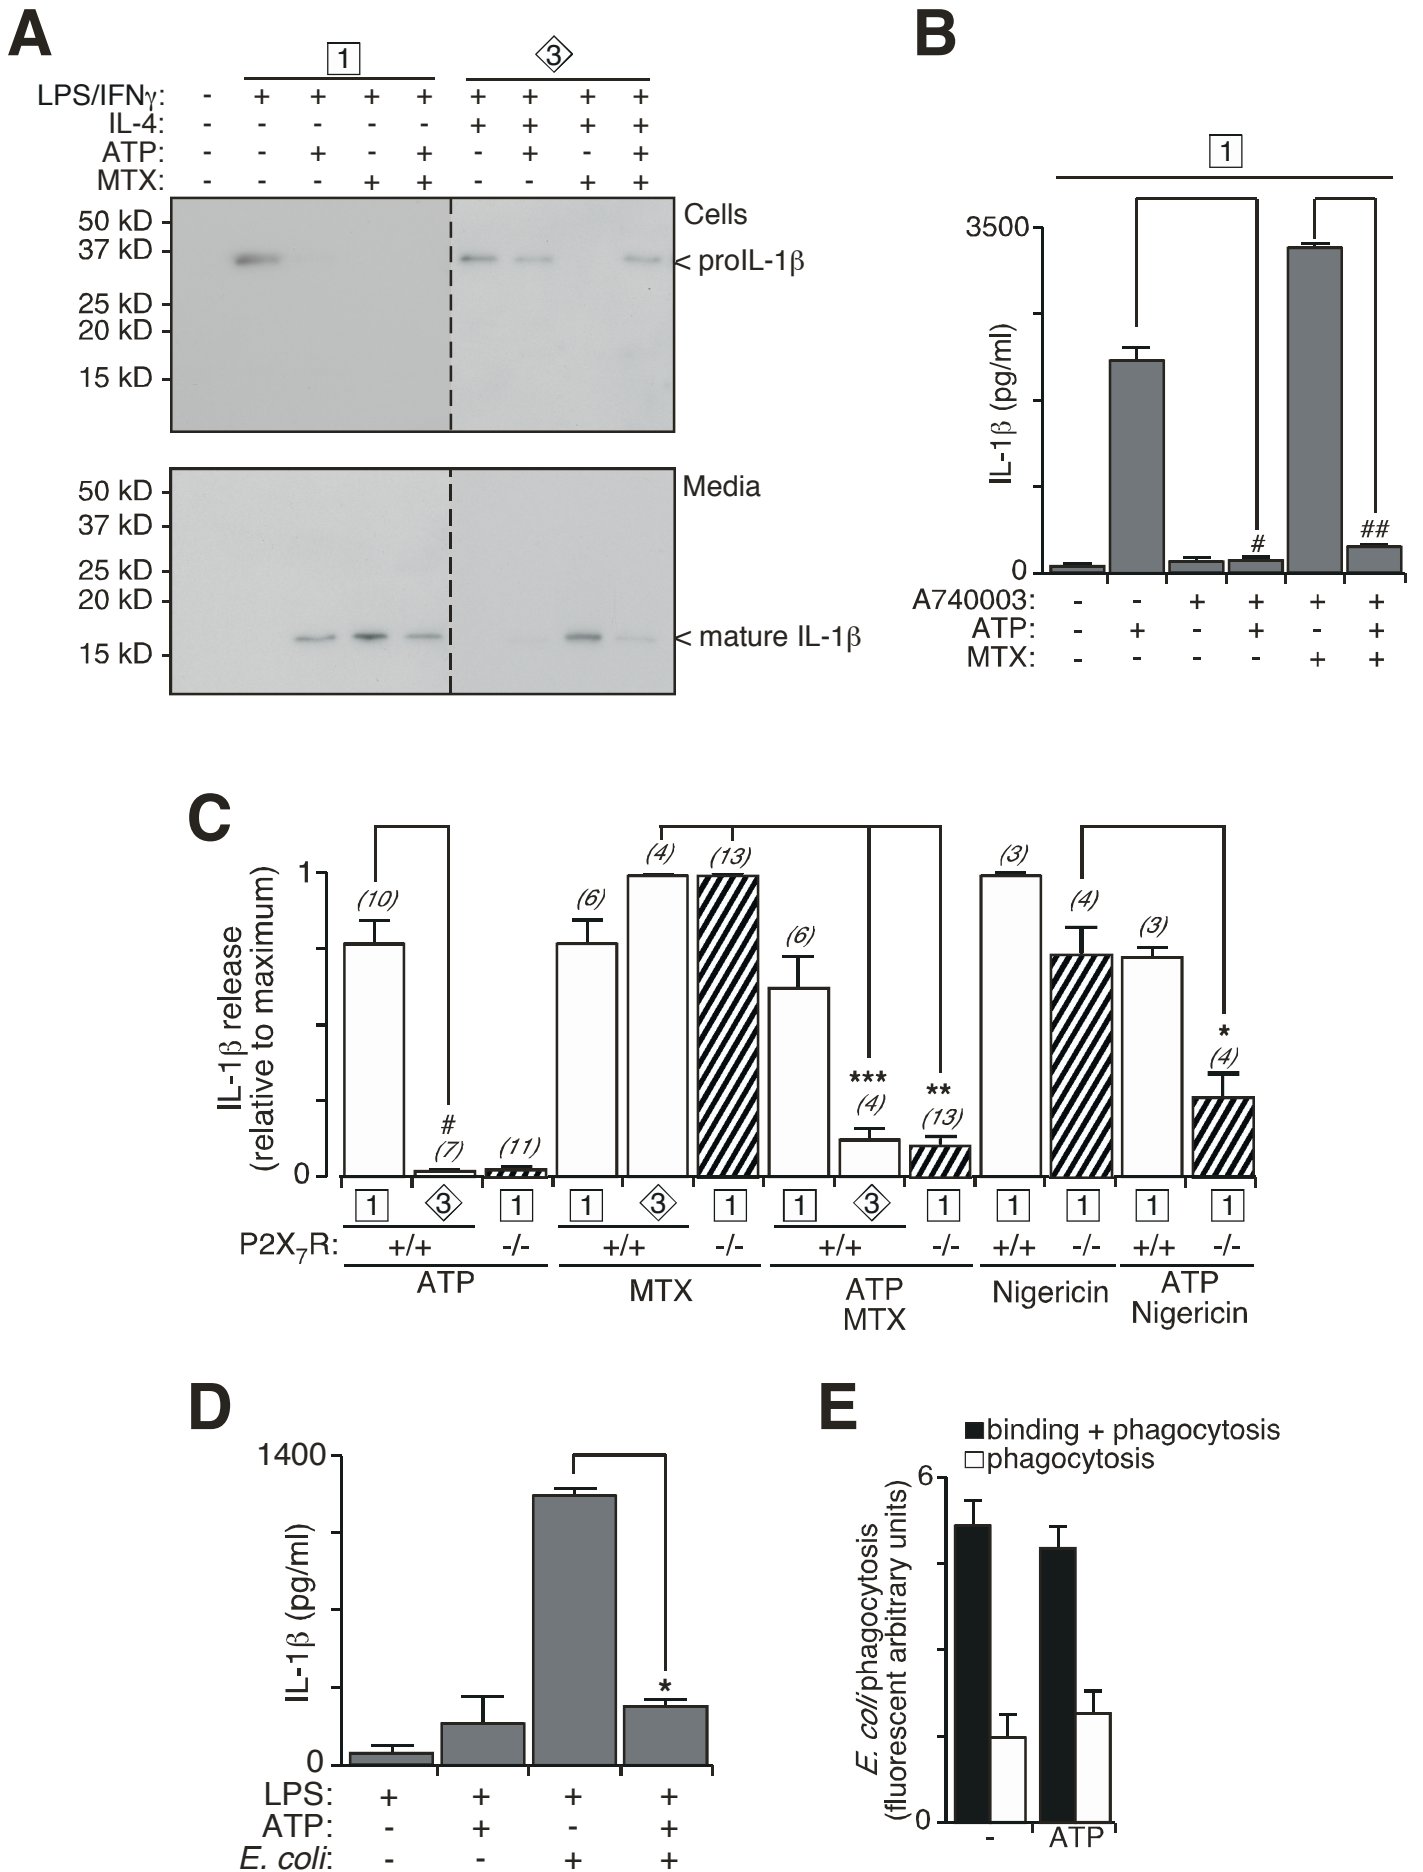 A
1
3
LPS/IFNγ: - + + + + + + + +
IL-4: - - - - - + + + +
ATP: - - + - + - + - +
MTX: - - - + + - - + +
Cells
50 kD
37 kD
25 kD
20 kD
15 kD
< proIL-1β
Media
50 kD
37 kD
25 kD
20 kD
15 kD
< mature IL-1β
B
1
3500
0
IL-1β (pg/ml)
# ##
A740003: - - + + + +
ATP: - + - + - +
MTX: - - - - + +
C
IL-1β release
(relative to maximum)
1
0
(10) # (7) (11) (6) (4) (13) (6) *** (4) ** (13) (3) (4) (3) * (4)
1 3 1 1 3 1 1 3 1 1 1 1 1
P2X7R: +/+ -/- +/+ -/- +/+ -/- +/+ -/- +/+ -/-
ATP
MTX
ATP
MTX
Nigericin
ATP
Nigericin
D
1400
0
IL-1β (pg/ml)
*
LPS: + + + +
ATP: - + - +
E. coli: - - + +
E
binding + phagocytosis
phagocytosis
6
0
E. coli phagocytosis
(fluorescent arbitrary units)
- ATP